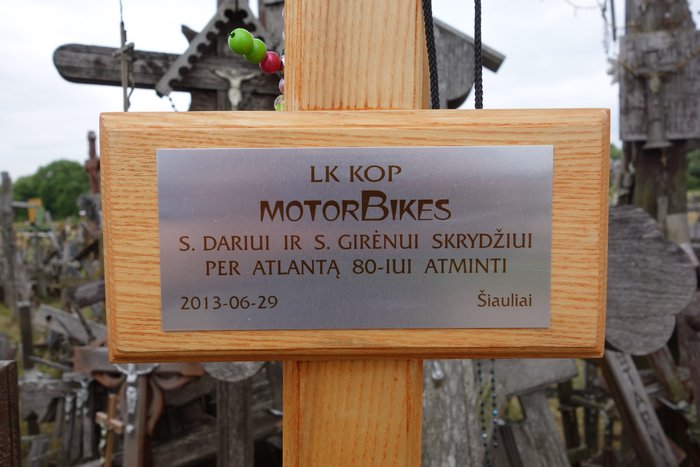 LK KOP
MOTORBIKES
S. DARIUI IR S. GIRĖNUI SKRYDŽIUI
PER ATLANTĄ 80-IUI ATMINTI
2013-06-29 Šiauliai